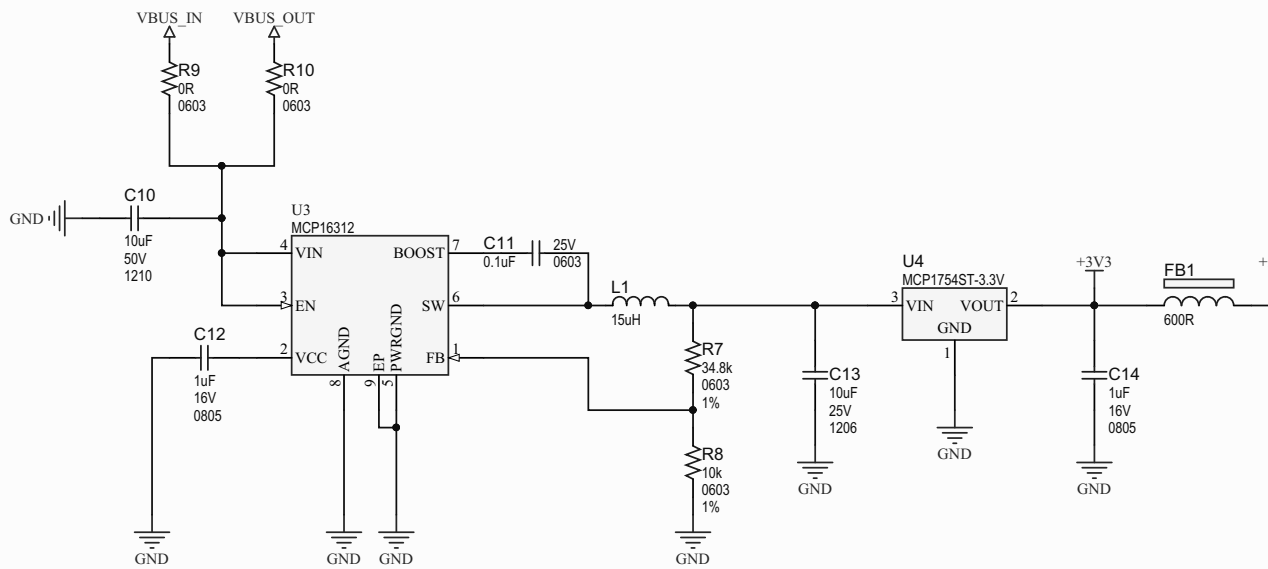 VBUS_IN
VBUS_OUT
R9
0R
0603
R10
0R
0603
C10
10uF
50V
1210
GND
U3
MCP16312
4
VIN
3
EN
2
VCC
BOOST
7
SW
6
FB
1
AGND
8
EP
9
PWRGND
5
C12
1uF
16V
0805
GND
GND
GND
C11
0.1uF
25V
0603
L1
15uH
R7
34.8k
0603
1%
R8
10k
0603
1%
GND
C13
10uF
25V
1206
GND
U4
MCP1754ST-3.3V
3
VIN
VOUT
2
GND
1
GND
+3V3
C14
1uF
16V
0805
GND
FB1
600R
+